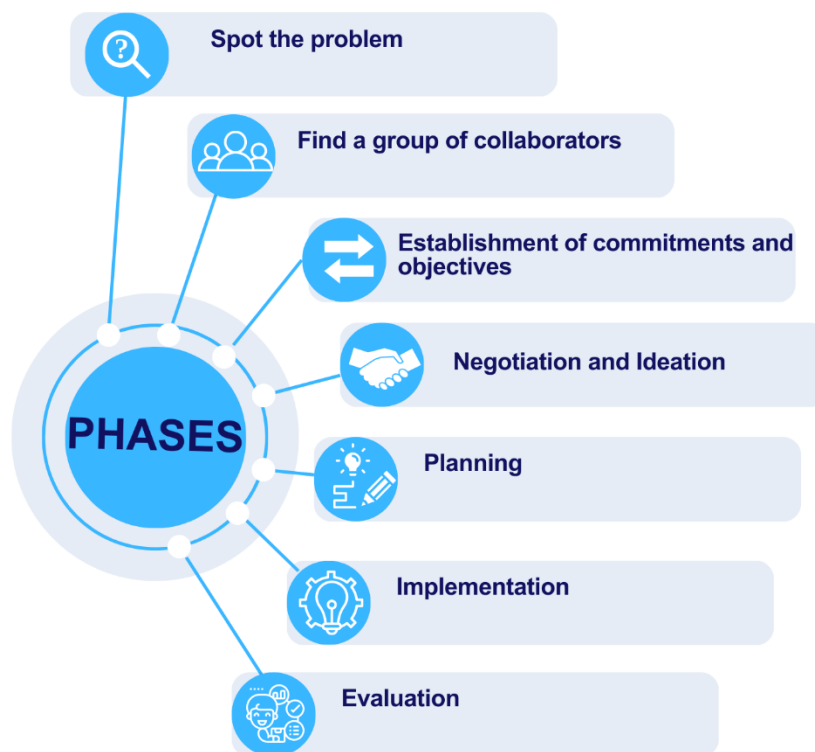 Spot the problem
Find a group of collaborators
Establishment of commitments and
objectives
Negotiation and Ideation
PHASES
Planning
Implementation
Evaluation